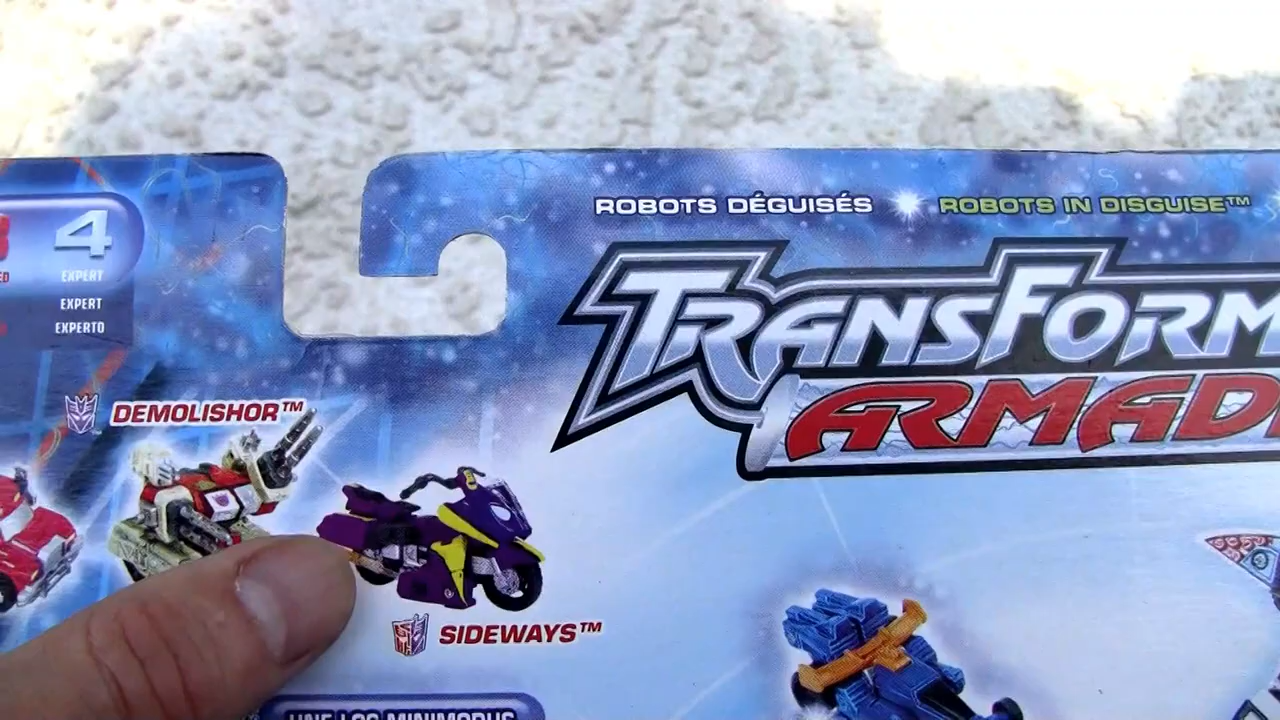 ROBOTS DÉGUISÉS ROBOTS IN DISGUISE™
4
EXPERT
EXPERT
EXPERTO
TRANSFORM
ARMAD
DEMOLISHOR™
SIDEWAYS™